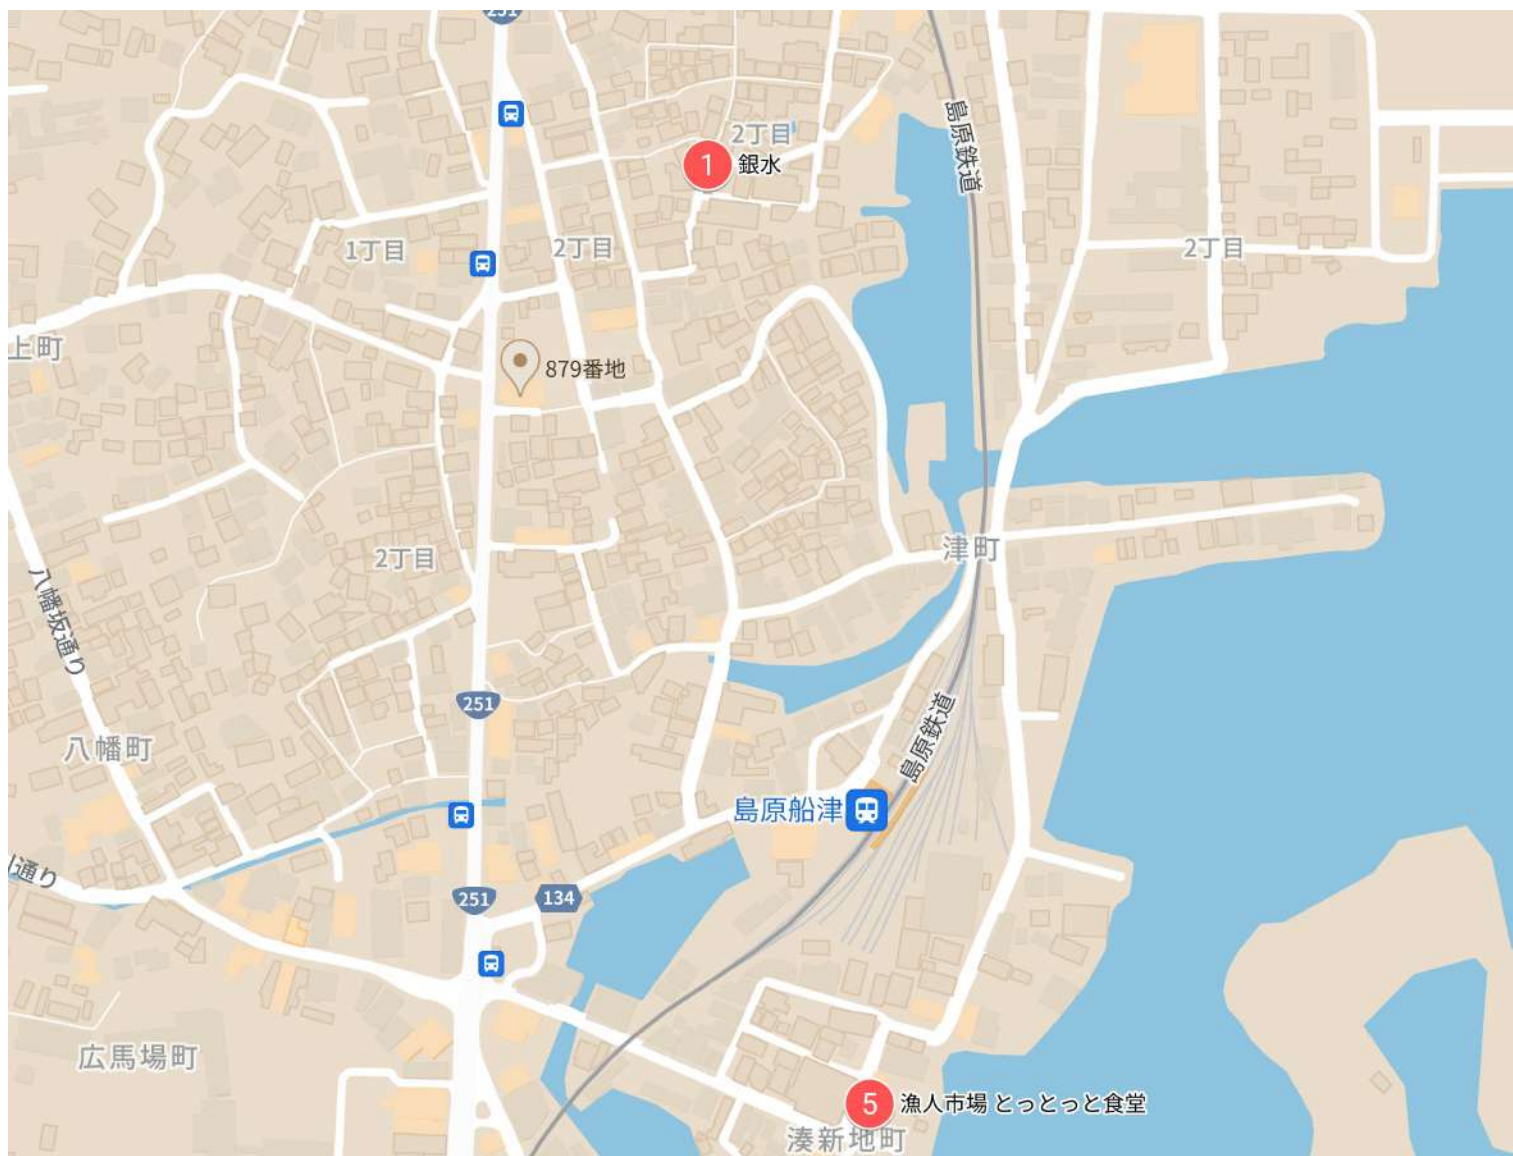 251
島原鉄道
2丁目
1
銀水
1丁目
2丁目
2丁目
上町
879番地
津町
2丁目
八幡坂通り
251
島原鉄道
八幡町
島原船津
通り
251
134
広馬場町
5
漁人市場 とっとっと食堂
湊新地町